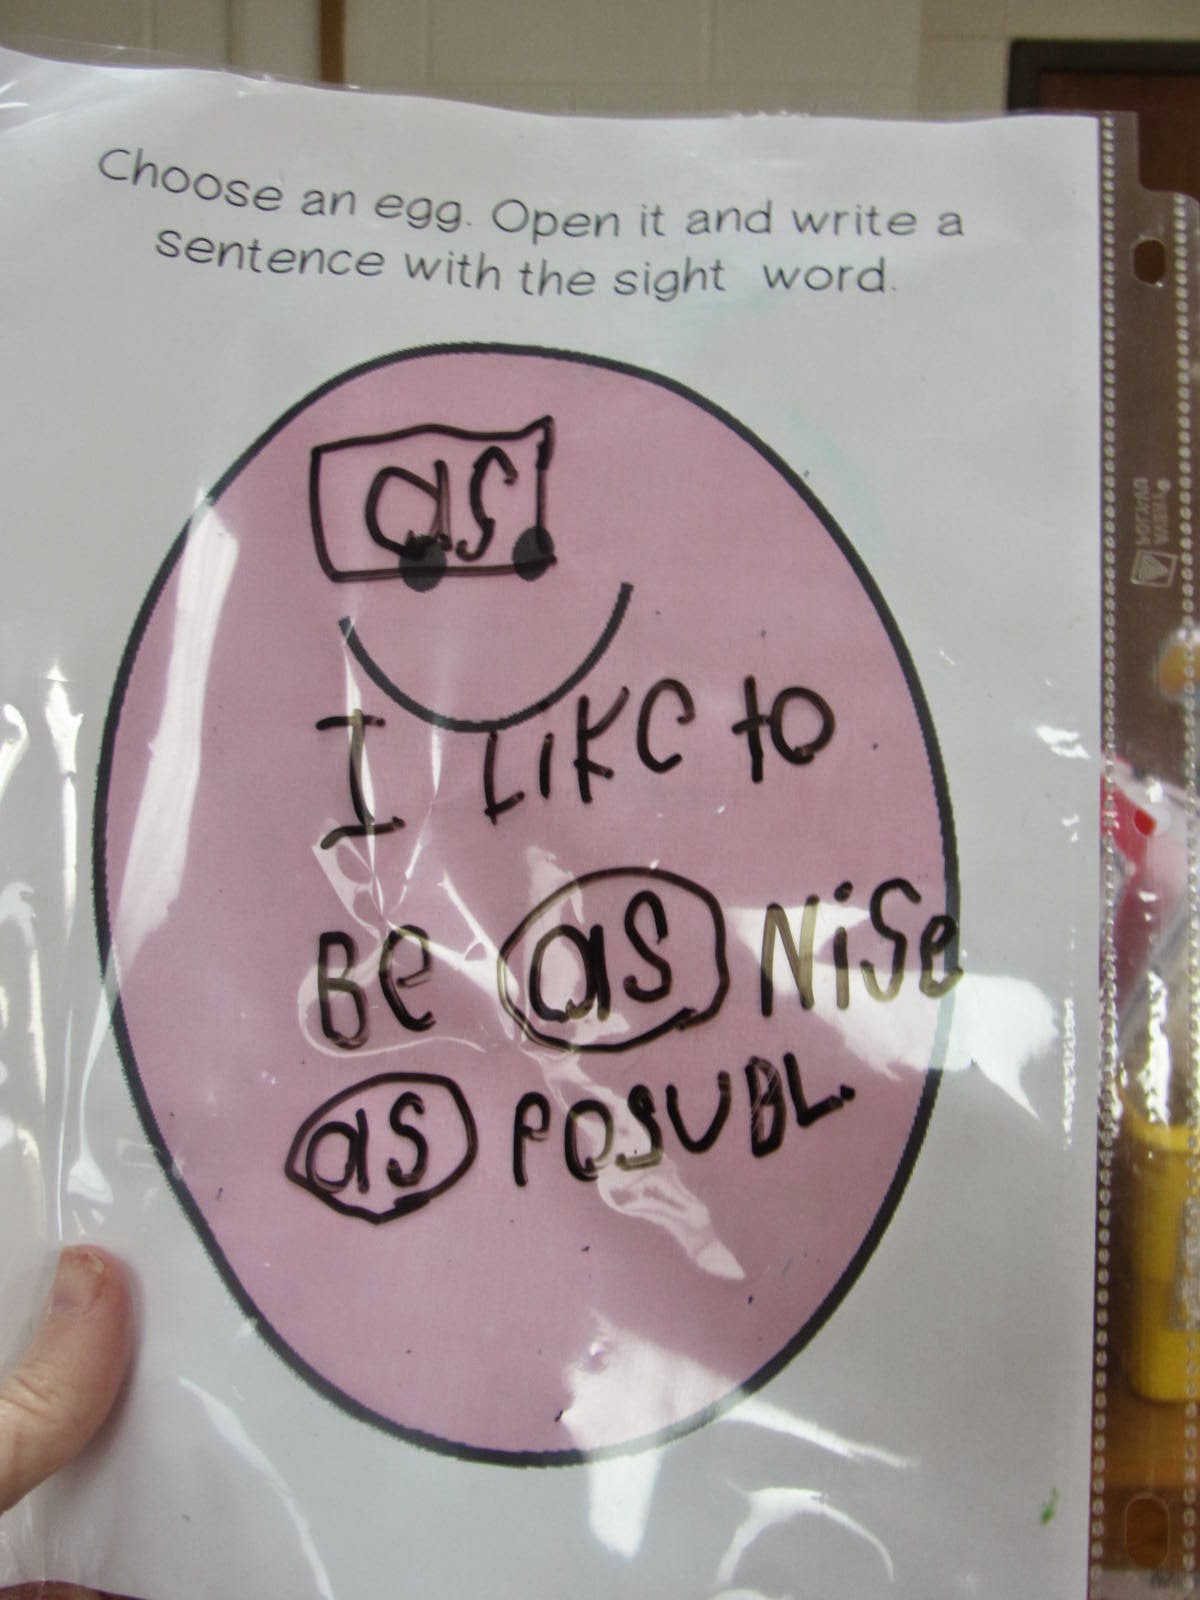 Choose an egg. Open it and write a
sentence with the sight word.
as
I LiKe to
Be as NiSe
as POSUBL.